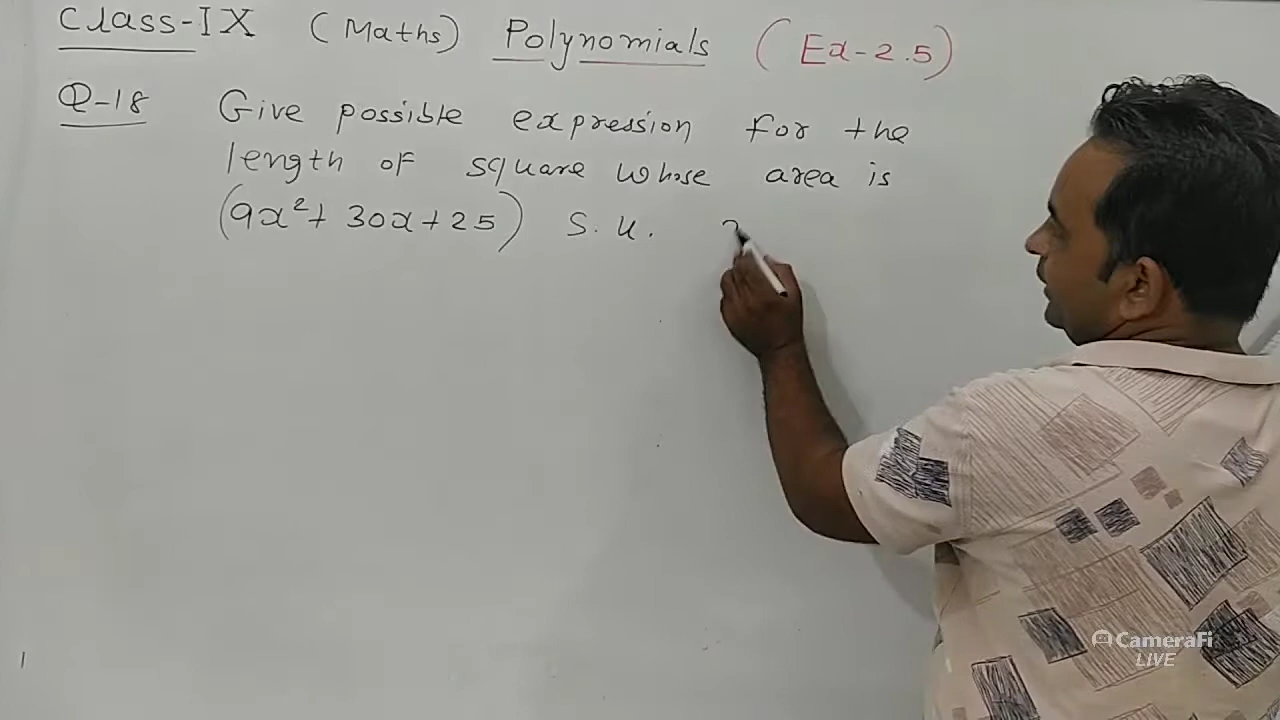 Class-IX (Maths) Polynomials (Ex-2.5)
Q-18 Give possible expression for the
length of square whose area is
(9x²+ 30x+25) S.U. ?
CameraFi
LIVE